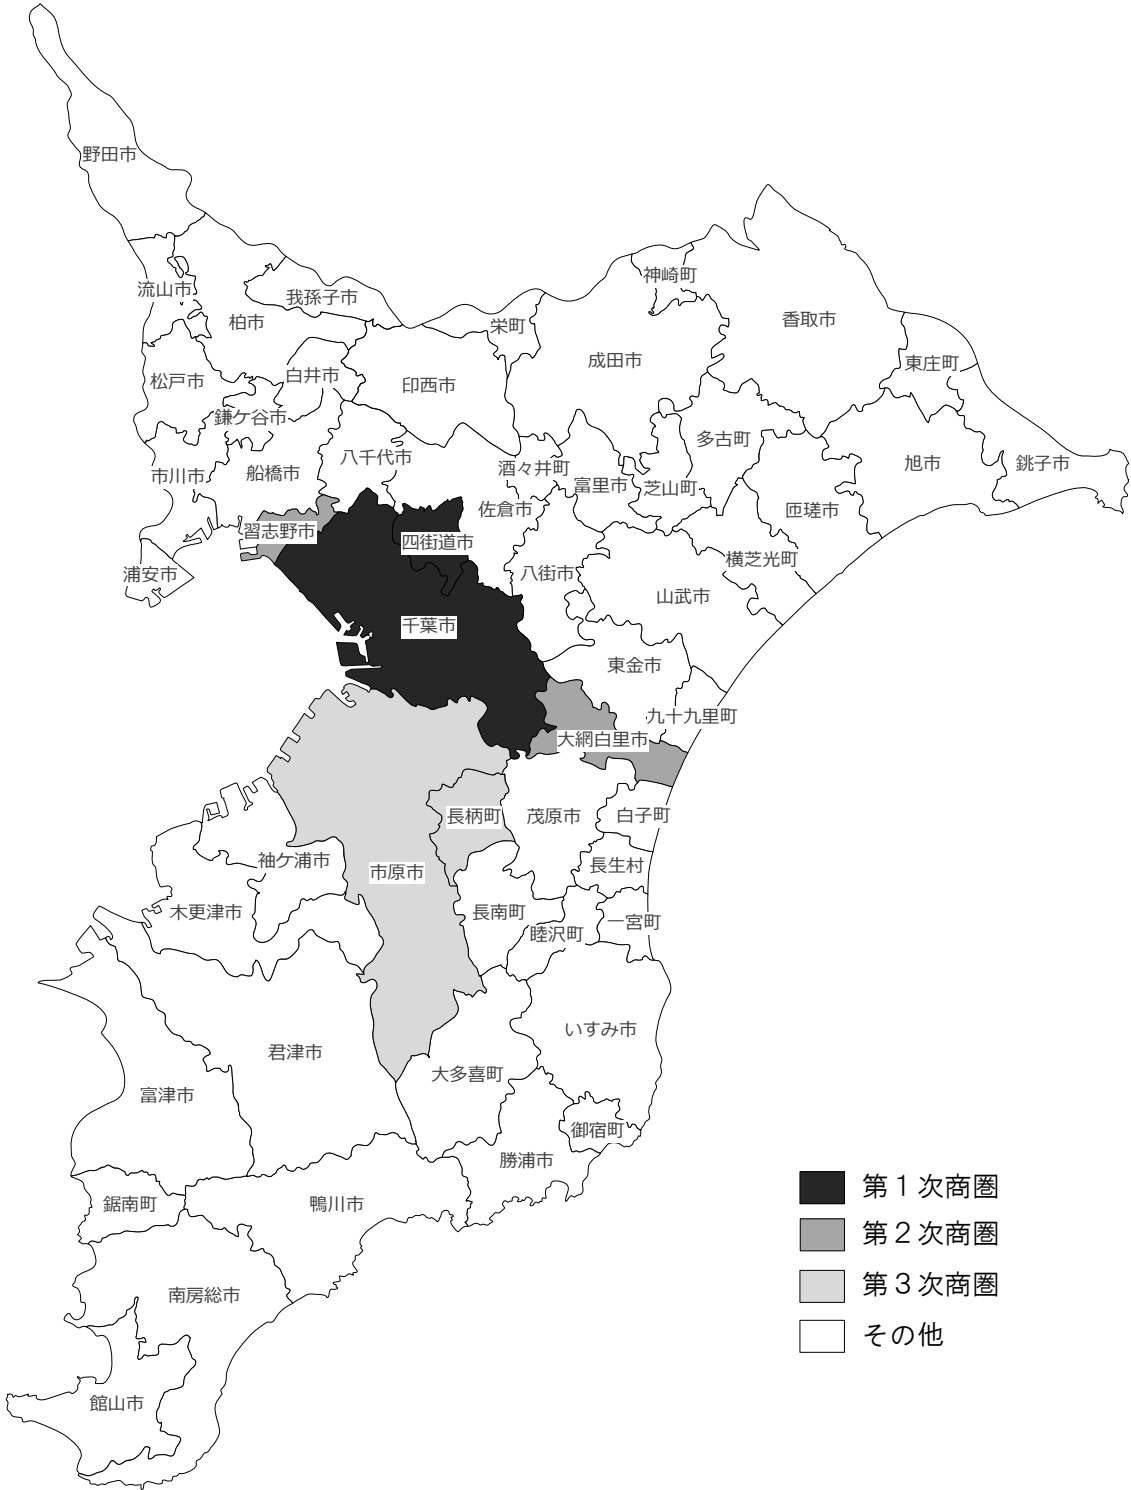 野田市
流山市
我孫子市
柏市
神崎町
栄町
香取市
成田市
東庄町
松戸市
白井市
印西市
鎌ケ谷市
多古町
市川市
船橋市
八千代市
酒々井町
富里市
芝山町
旭市
銚子市
佐倉市
匝瑳市
習志野市
四街道市
浦安市
八街市
横芝光町
山武市
千葉市
東金市
九十九里町
大網白里市
長柄町
茂原市
白子町
袖ケ浦市
市原市
長生村
木更津市
長南町
睦沢町
一宮町
いすみ市
君津市
大多喜町
富津市
御宿町
勝浦市
鋸南町
鴨川市
南房総市
館山市
第１次商圏
第２次商圏
第３次商圏
その他